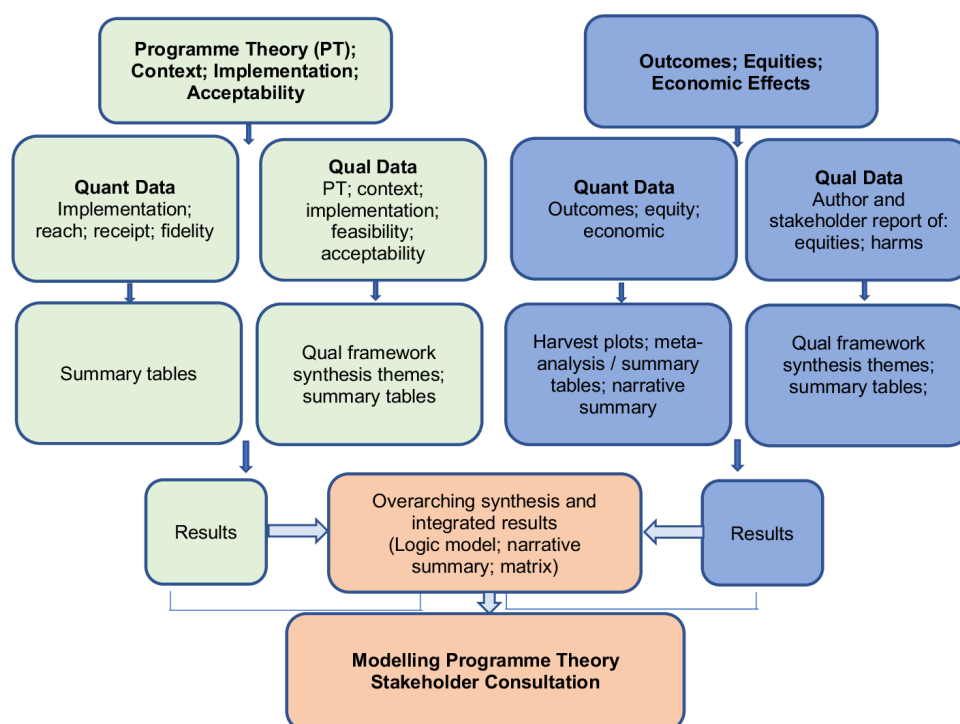 Programme Theory (PT);
Context; Implementation;
Acceptability
Outcomes; Equities;
Economic Effects
Quant Data
Implementation;
reach; receipt; fidelity
Qual Data
PT; context;
implementation;
feasibility;
acceptability
Quant Data
Outcomes; equity;
economic
Qual Data
Author and
stakeholder report of:
equities; harms
Summary tables
Qual framework
synthesis themes;
summary tables
Harvest plots; meta-
analysis / summary
tables; narrative
summary
Qual framework
synthesis themes;
summary tables;
Results
Overarching synthesis and
integrated results
(Logic model; narrative
summary; matrix)
Results
Modelling Programme Theory
Stakeholder Consultation